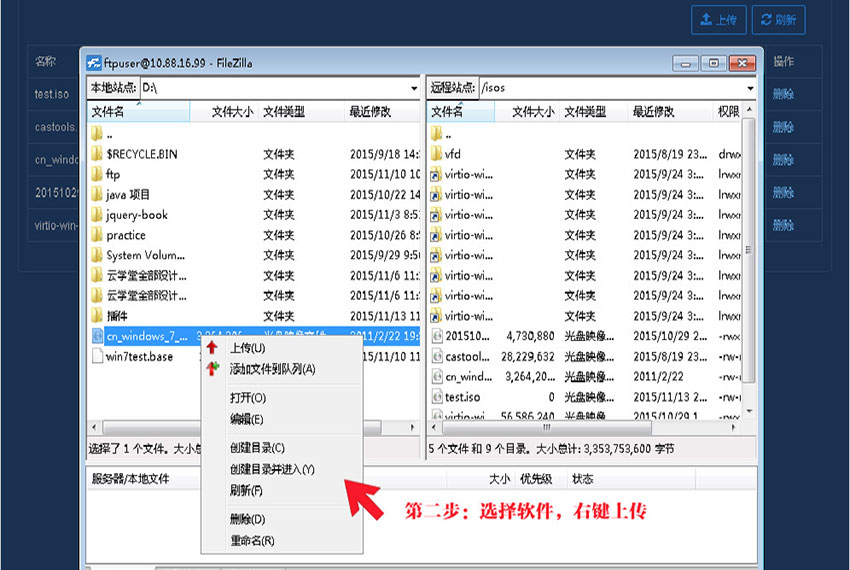 上传 刷新
名称 操作
test.iso 删除
castools. 删除
cn_windo 删除
20151029 删除
virtio-win- 删除
ftpuser@10.88.16.99 - FileZilla
本地站点: D:\
文件名 文件大小 文件类型 最近修改
..
$RECYCLE.BIN 文件夹 2015/9/18 14:
ftp 文件夹 2015/11/10 10
java 项目 文件夹 2015/10/22 14
jquery-book 文件夹 2015/11/3 8:5
practice 文件夹 2015/10/26 8:
System Volum... 文件夹 2015/9/29 9:5
云学堂全部设计... 文件夹 2015/11/6 11:
云学堂全部设计... 文件夹 2015/11/6 11:
插件 文件夹 2015/11/13 11
cn_windows_7_... 3,264,206... 光盘映像文件 2011/2/22 19:
win7test.base 15/11/10 11
选择了 1 个文件。大小总
远程站点: /isos
文件名 文件大小 文件类型 最近修改 权限
..
vfd 文件夹 2015/8/19 23... drwx
virtio-wi... 文件夹 2015/9/24 3:... lrwxr
virtio-wi... 文件夹 2015/9/24 3:... lrwxr
virtio-wi... 文件夹 2015/9/24 3:... lrwxr
virtio-wi... 文件夹 2015/9/24 3:... lrwxr
virtio-wi... 文件夹 2015/9/24 3:... lrwxr
virtio-wi... 文件夹 2015/9/24 3:... lrwxr
virtio-wi... 文件夹 2015/9/24 3:... lrwxr
virtio-wi... 文件夹 2015/9/24 3:... lrwxr
201510... 4,730,880 光盘映像... 2015/10/29 2... -rw-
castool... 28,229,632 光盘映像... 2015/8/19 23... -rwx
cn_wind... 3,264,20... 光盘映像... 2011/2/22 -rw-
test.iso 0 光盘映像... 2015/11/13 2... -rw-
virtio-wi... 56,586,240 光盘映像... 2015/10/29 1... -rw-
5 个文件 和 9 个目录。大小总计: 3,353,753,600 字节
上传(U)
添加文件到队列(A)
打开(O)
编辑(E)
创建目录(C)
创建目录并进入(Y)
刷新(F)
删除(D)
重命名(R)
服务器/本地文件 大小 优先级 状态
第二步：选择软件，右键上传